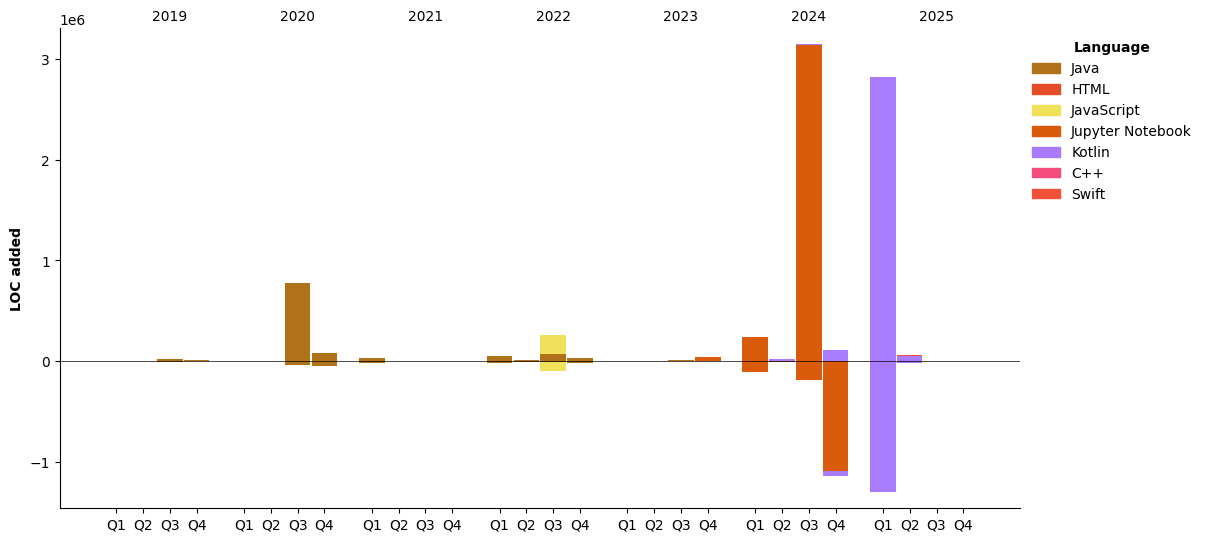 1e6
2019 2020 2021 2022 2023 2024 2025
Language
Java
HTML
JavaScript
Jupyter Notebook
Kotlin
C++
Swift
LOC added
3
2
1
0
−1
Q1 Q2 Q3 Q4 Q1 Q2 Q3 Q4 Q1 Q2 Q3 Q4 Q1 Q2 Q3 Q4 Q1 Q2 Q3 Q4 Q1 Q2 Q3 Q4 Q1 Q2 Q3 Q4